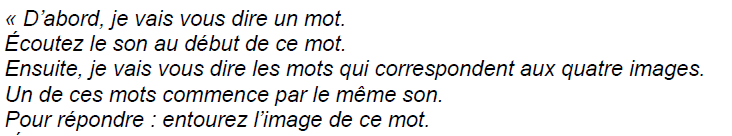 « D’abord, je vais vous dire un mot.
Écoutez le son au début de ce mot.
Ensuite, je vais vous dire les mots qui correspondent aux quatre images.
Un de ces mots commence par le même son.
Pour répondre : entourez l’image de ce mot.